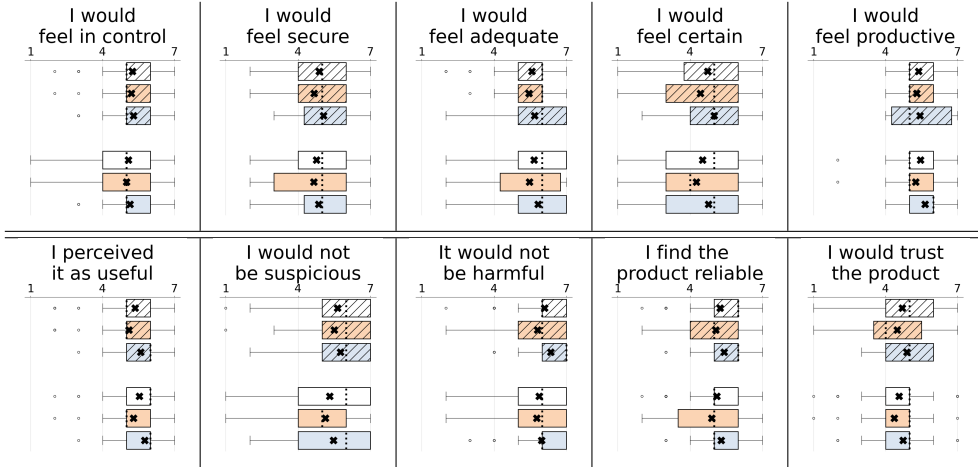 I would
feel in control
1 4 7
I would
feel secure
1 4 7
I would
feel adequate
1 4 7
I would
feel certain
1 4 7
I would
feel productive
1 4 7
I perceived
it as useful
1 4 7
I would not
be suspicious
1 4 7
It would not
be harmful
1 4 7
I find the
product reliable
1 4 7
I would trust
the product
1 4 7